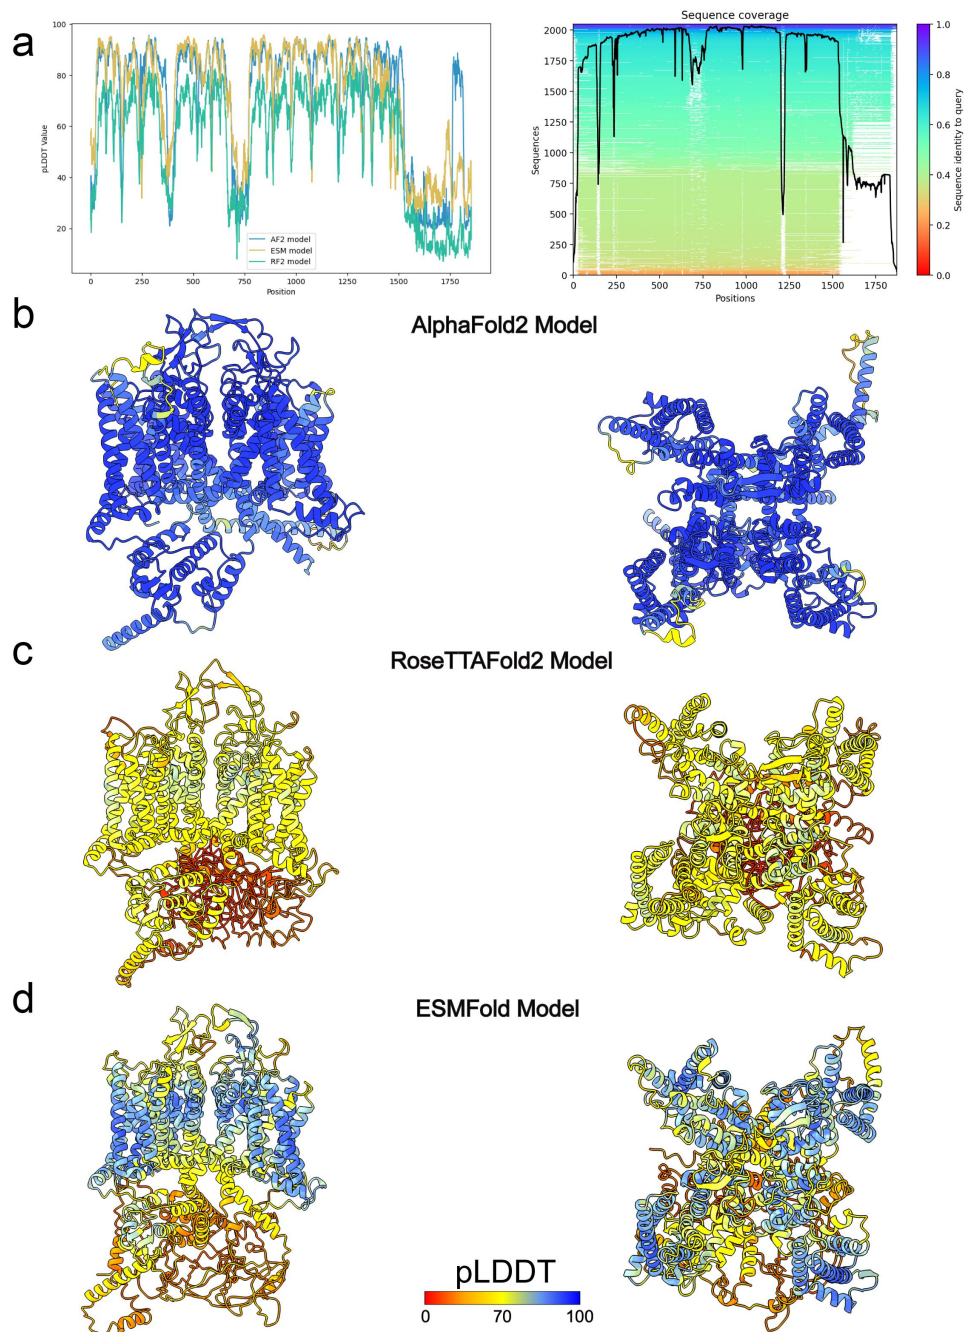 a
100
80
60
40
20
pLDDT Value
0
250
500
750
1000
1250
1500
1750
Position
AF2 model
ESM model
RF2 model
Sequence coverage
2000
1750
1500
1250
1000
750
500
250
0
Sequences
0
250
500
750
1000
1250
1500
1750
Positions
1.0
0.8
0.6
0.4
0.2
0.0
Sequence identity to query
b
AlphaFold2 Model
c
RoseTTAFold2 Model
d
ESMFold Model
pLDDT
0 70 100